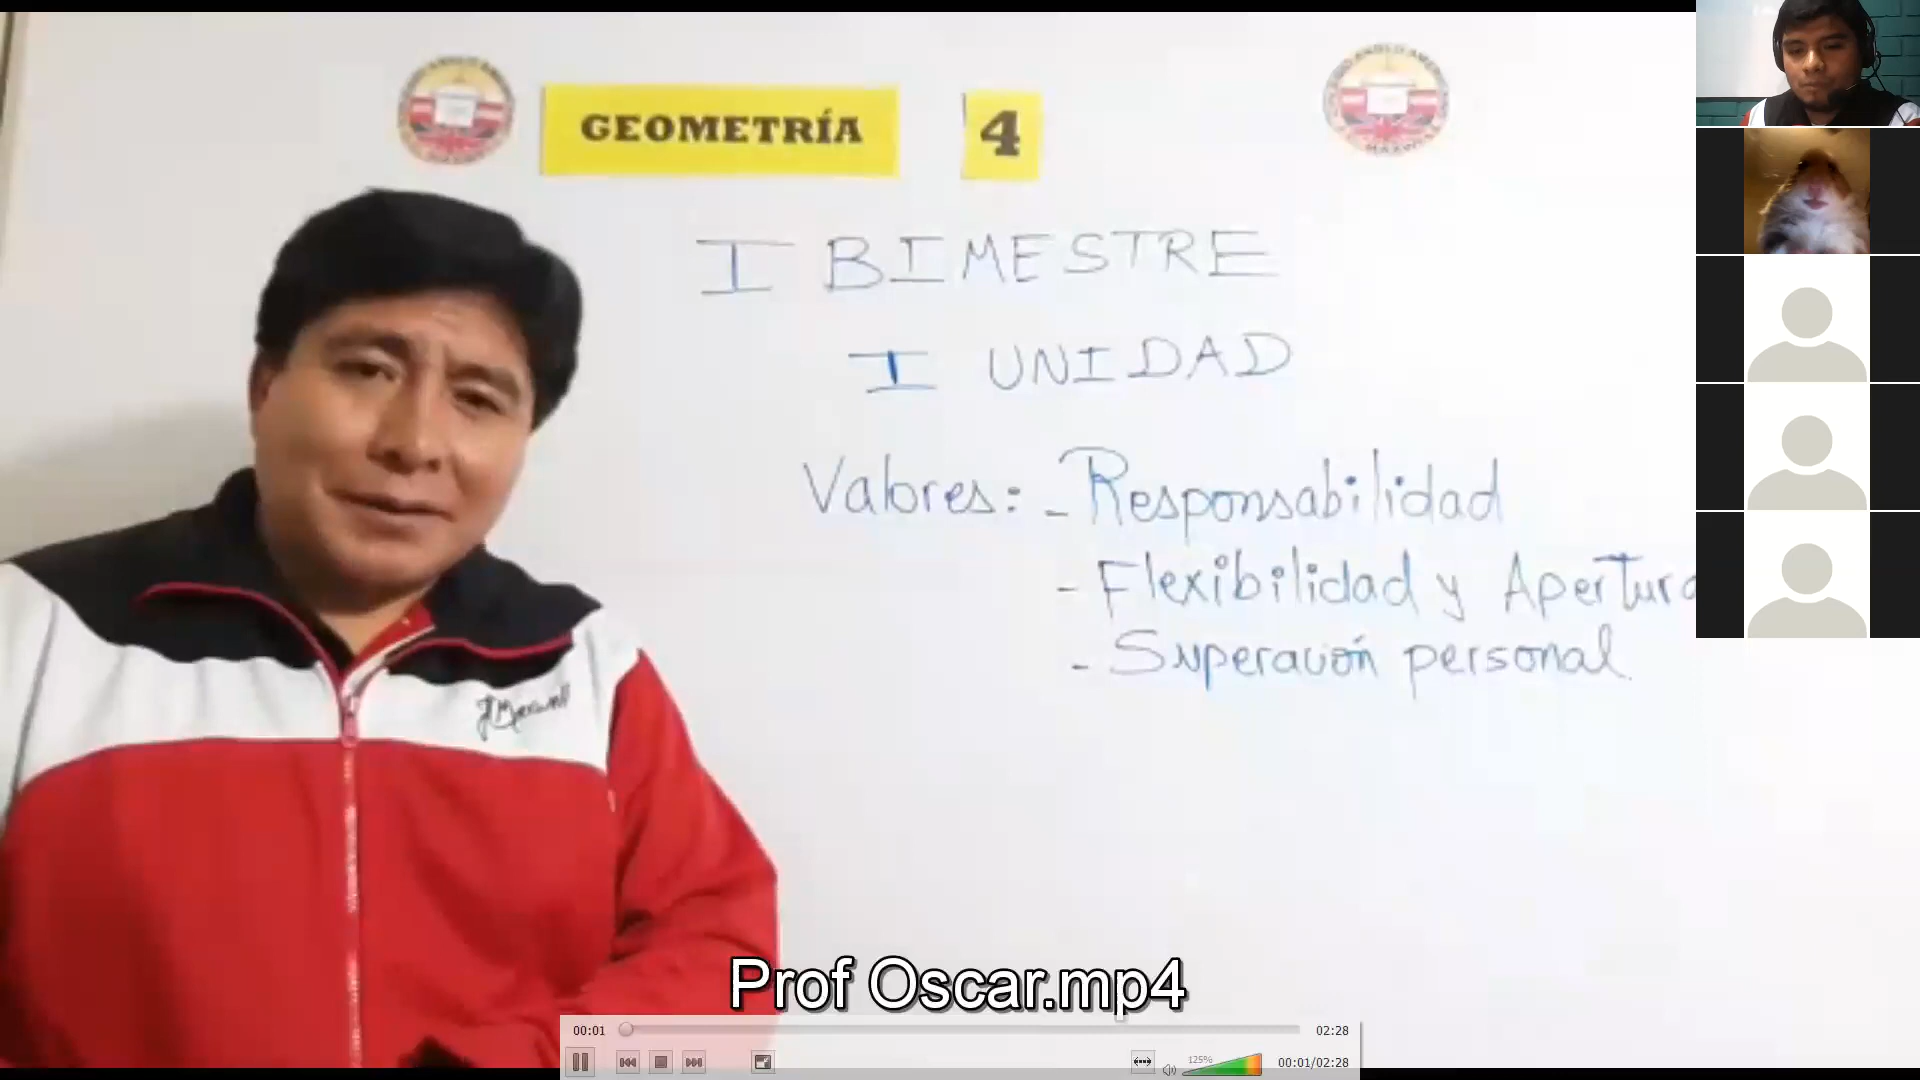 GEOMETRÍA 4
I BIMESTRE
I UNIDAD
Valores: - Responsabilidad
- Flexibilidad y Apertura
- Superación personal
J Maxwell
Prof Oscar.mp4
00:01 02:28
125%
00:01/02:28